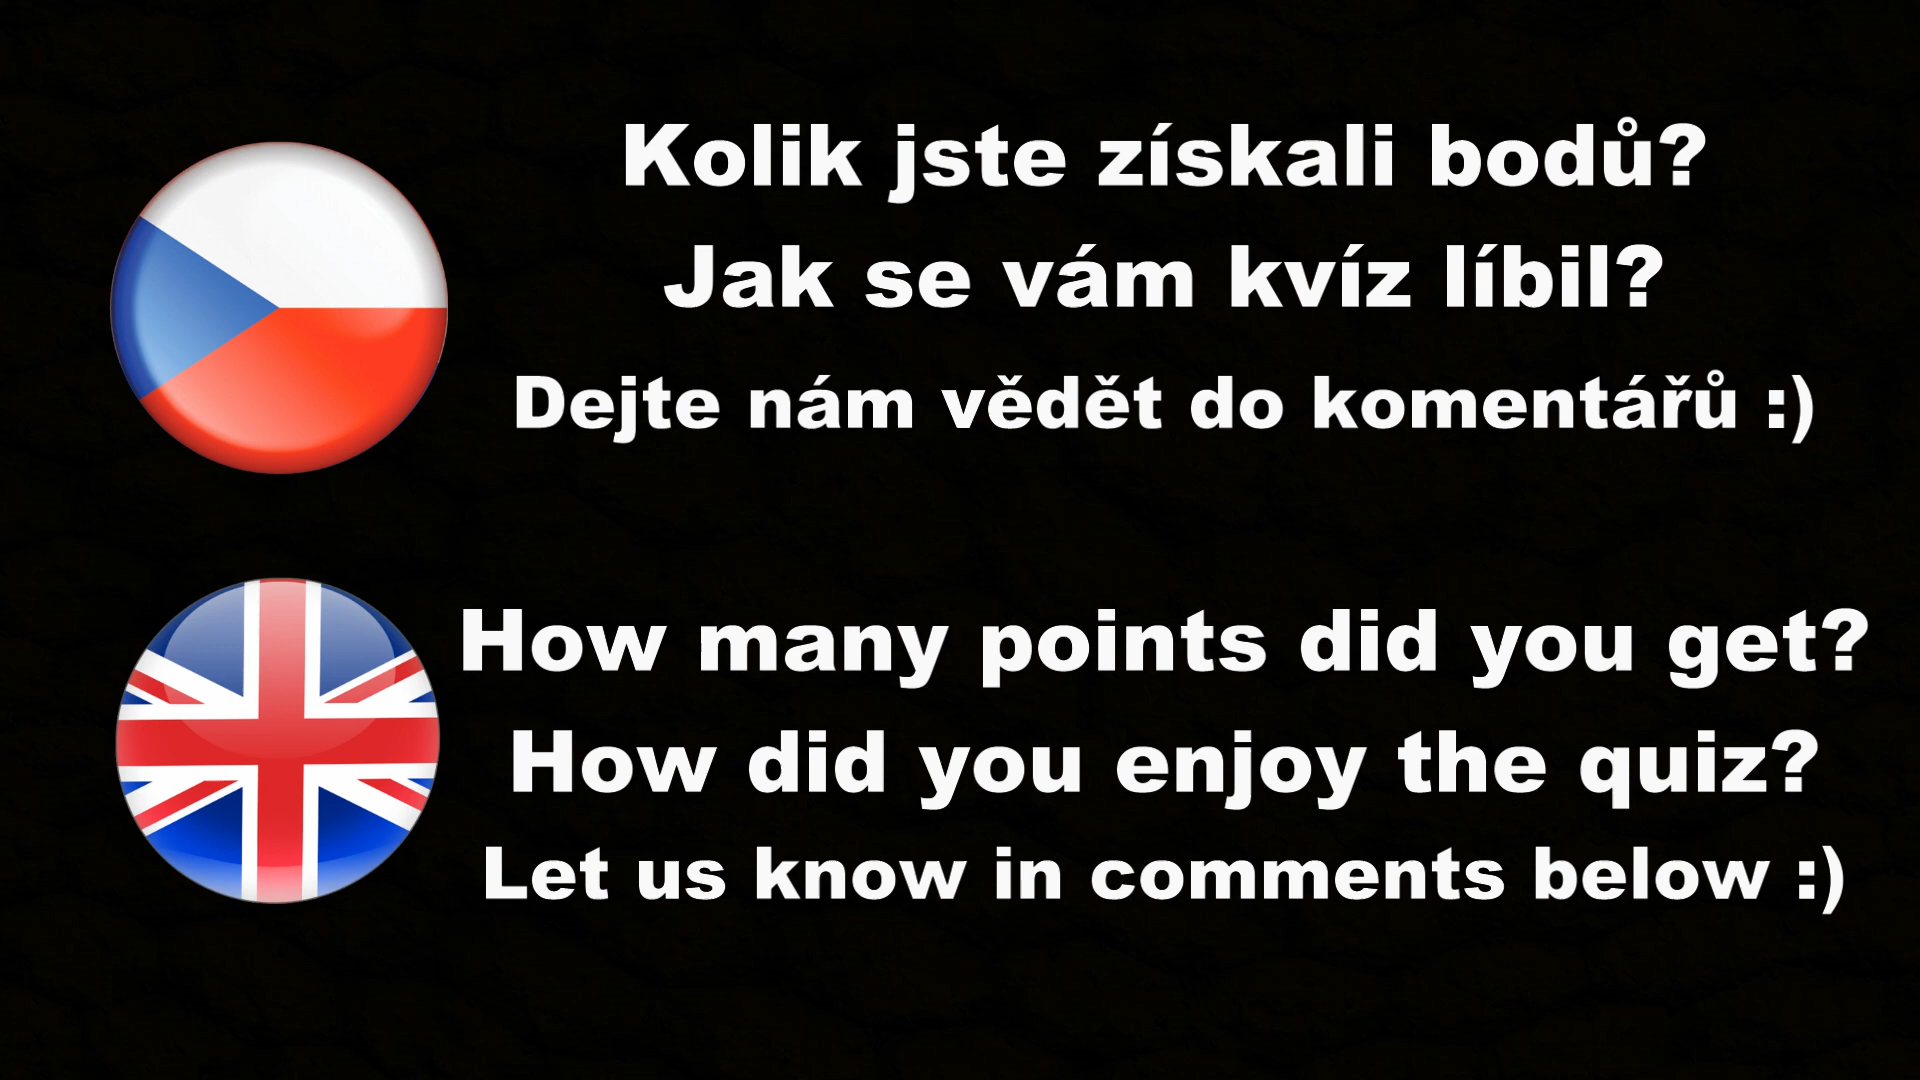 Kolik jste získali bodů?
Jak se vám kvíz líbil?
Dejte nám vědět do komentářů :)
How many points did you get?
How did you enjoy the quiz?
Let us know in comments below :)